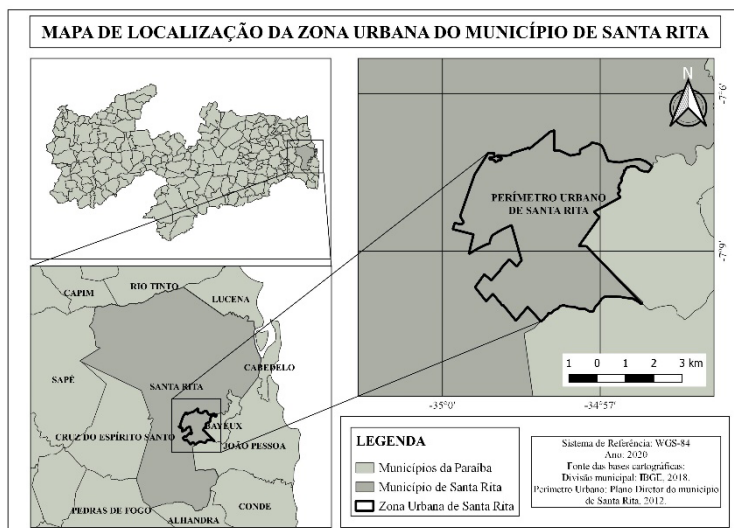 MAPA DE LOCALIZAÇÃO DA ZONA URBANA DO MUNICÍPIO DE SANTA RITA
N
-7°6'
PERÍMETRO URBANO
DE SANTA RITA
-7°9'
1 0 1 2 3 km
-35°0' -34°57'
CAPIM
RIO TINTO
LUCENA
SAPÉ
CABEDELO
SANTA RITA
BAYEUX
CRUZ DO ESPÍRITO SANTO
JOÃO PESSOA
PEDRAS DE FOGO
ALHANDRA
CONDE
LEGENDA
Municípios da Paraíba
Município de Santa Rita
Zona Urbana de Santa Rita
Sistema de Referência: WGS-84
Ano: 2020
Fonte das bases cartográficas:
Divisão municipal: IBGE, 2018.
Perímetro Urbano: Plano Diretor do município
de Santa Rita, 2012.